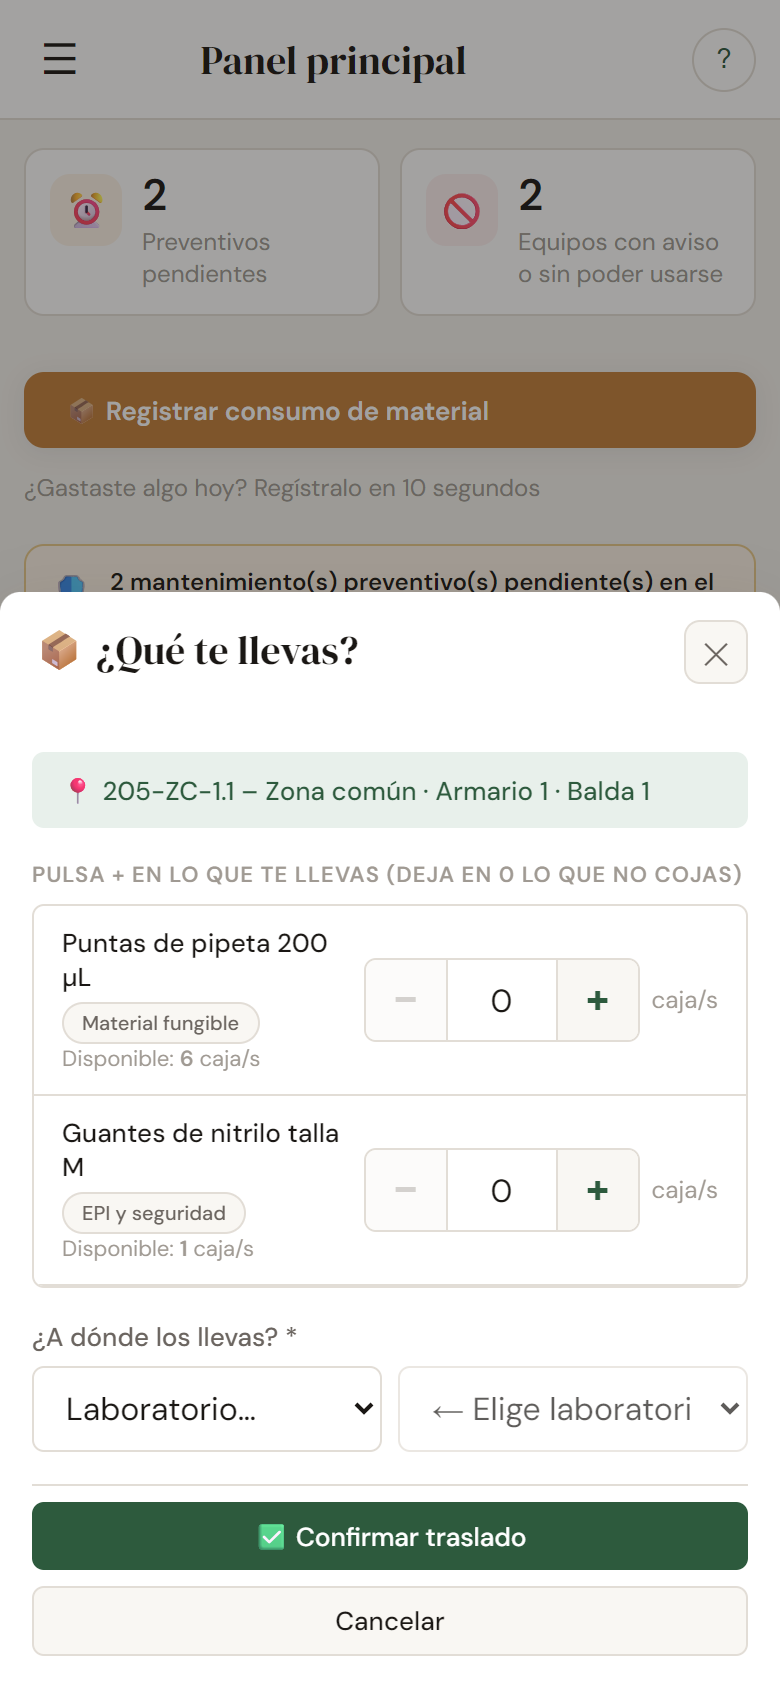 Panel principal
?
2
Preventivos
pendientes
2
Equipos con aviso
o sin poder usarse
Registrar consumo de material
¿Gastaste algo hoy? Regístralo en 10 segundos
2 mantenimiento(s) preventivo(s) pendiente(s) en el
¿Qué te llevas?
205-ZC-1.1 – Zona común · Armario 1 · Balda 1
PULSA + EN LO QUE TE LLEVAS (DEJA EN 0 LO QUE NO COJAS)
Puntas de pipeta 200
µL
Material fungible
Disponible: 6 caja/s
− 0 + caja/s
Guantes de nitrilo talla
M
EPI y seguridad
Disponible: 1 caja/s
− 0 + caja/s
¿A dónde los llevas? *
Laboratorio...
← Elige laboratori
Confirmar traslado
Cancelar